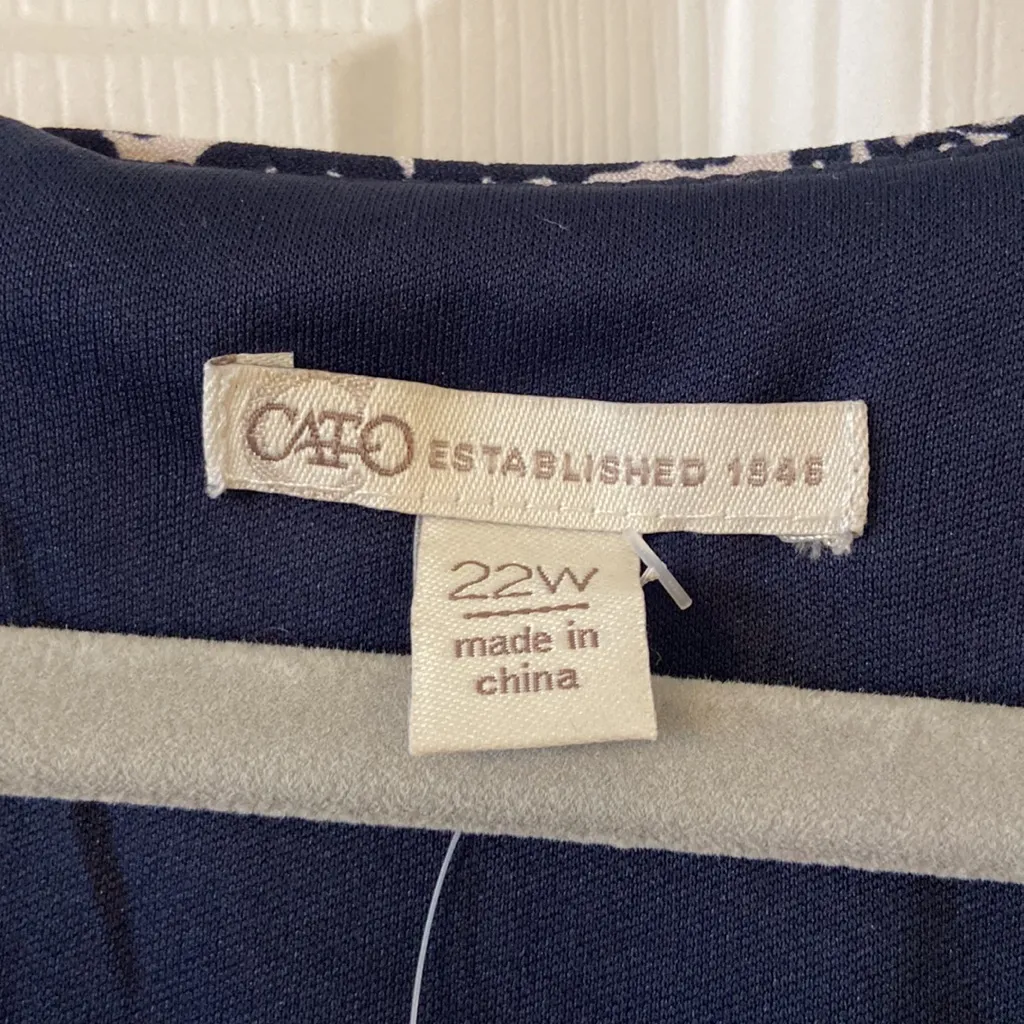 CATO ESTABLISHED 1946
22W
made in
china